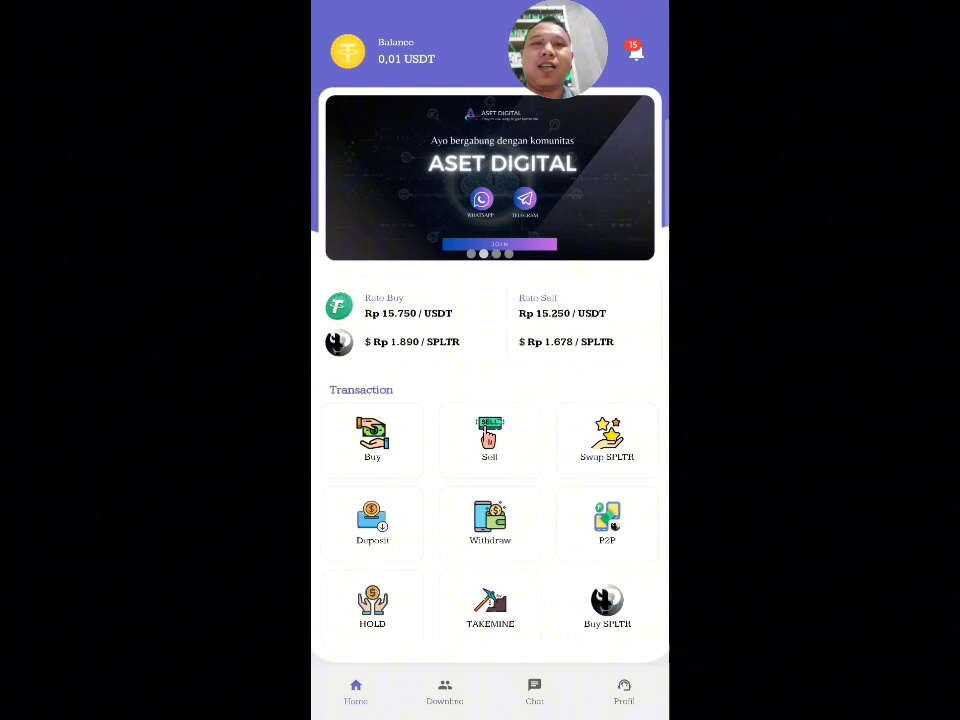 Balance
0,01 USDT
15
ASET DIGITAL
Ayo bergabung dengan komunitas
ASET DIGITAL
WHATSAPP
TELEGRAM
JOIN
Rate Buy
Rp 15.750 / USDT
Rate Sell
Rp 15.250 / USDT
$ Rp 1.890 / SPLTR
$ Rp 1.678 / SPLTR
Transaction
Buy
SELL
Sell
Swap SPLTR
Deposit
Withdraw
P2P
HOLD
TAKEMINE
Buy SPLTR
Home
Downline
Chat
Profil